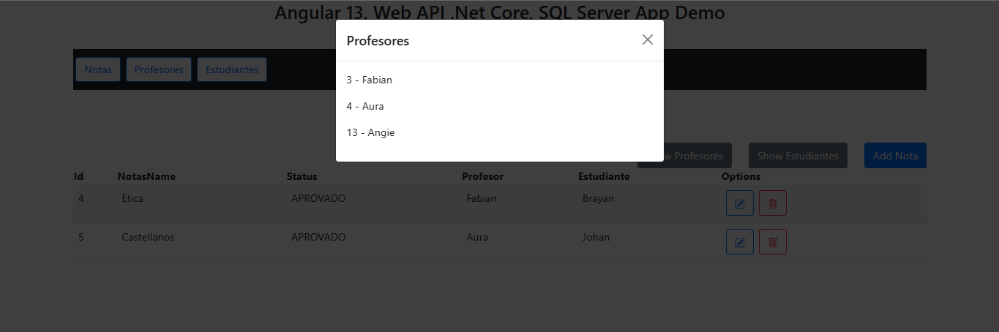 Angular 13, Web API .Net Core, SQL Server App Demo
Profesores
Notas Profesores Estudiantes
3 - Fabian
4 - Aura
13 - Angie
Profesores Show Estudiantes Add Nota
Id NotasName Status Profesor Estudiante Options
4 Etica APROVADO Fabian Brayan
5 Castellanos APROVADO Aura Johan